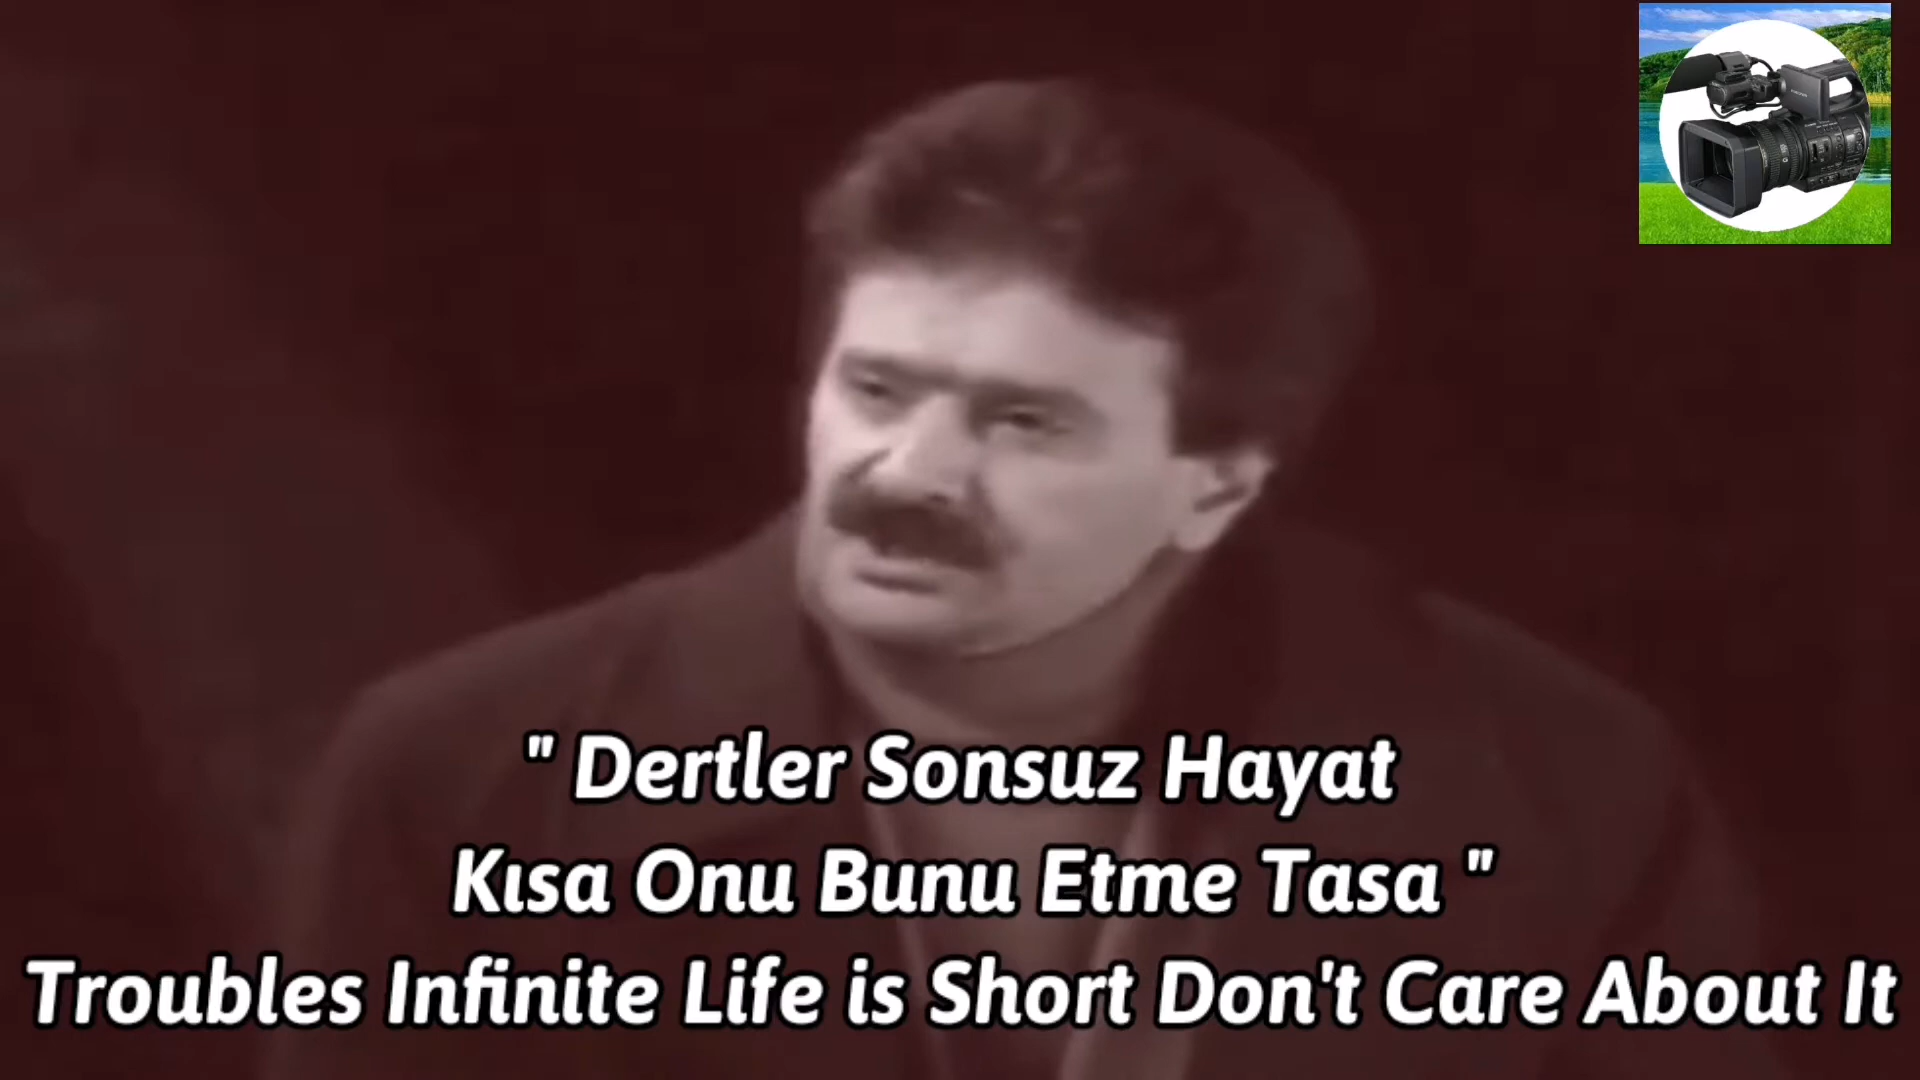 " Dertler Sonsuz Hayat
Kısa Onu Bunu Etme Tasa "
Troubles Infinite Life is Short Don't Care About It